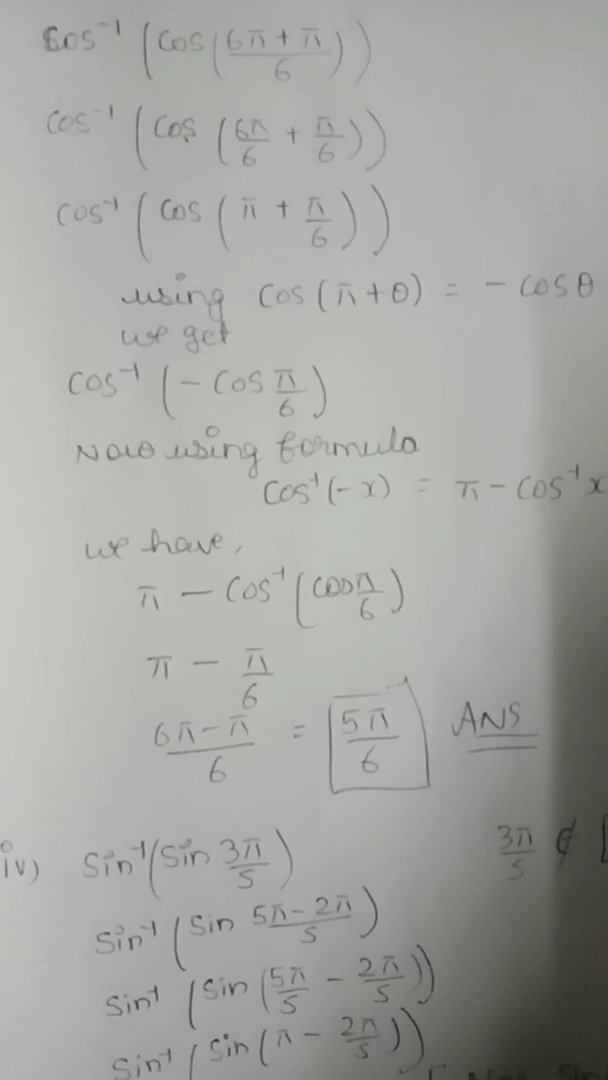 cos⁻¹ (cos (6π + π / 6))
cos⁻¹ (cos (6π/6 + π/6))
cos⁻¹ (cos (π + π/6))
using cos (π + θ) = - cos θ
we get
cos⁻¹ (- cos π/6)
Now using formula
cos⁻¹ (- x) = π - cos⁻¹ x
we have,
π - cos⁻¹ (cos π/6)
π - π/6
6π - π / 6 = 5π/6 ANS
iv) sin⁻¹ (sin 3π/5) 3π/5 ∉ [
sin⁻¹ (sin 5π - 2π / 5)
sin⁻¹ (sin (5π/5 - 2π/5))
sin⁻¹ (sin (π - 2π/5))